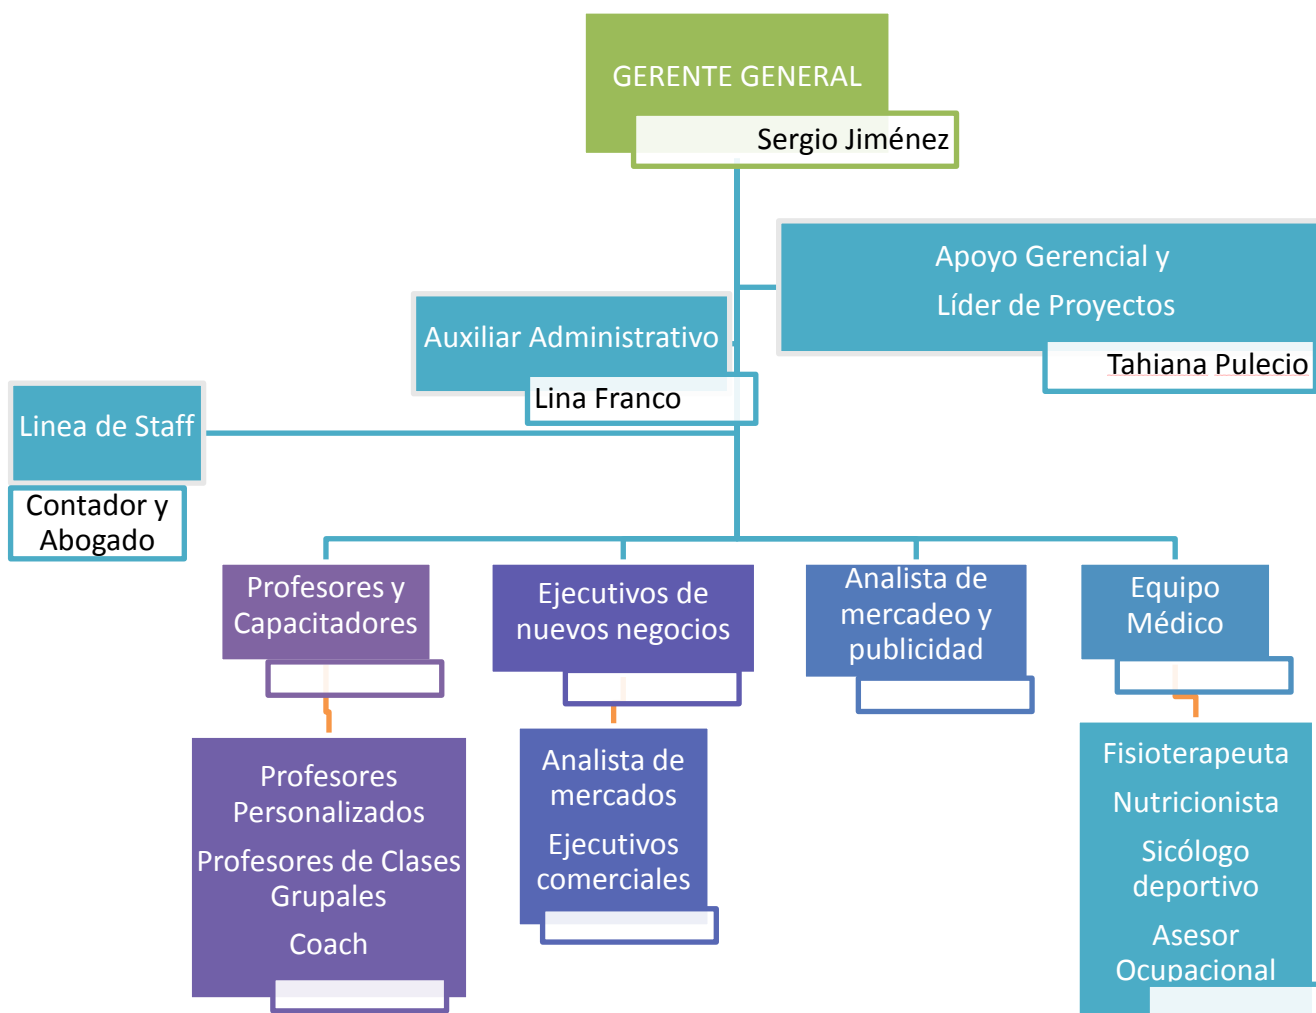 GERENTE GENERAL
Sergio Jiménez
Apoyo Gerencial y
Líder de Proyectos
Tahiana Pulecio
Auxiliar Administrativo
Lina Franco
Linea de Staff
Contador y
Abogado
Profesores y
Capacitadores
Ejecutivos de
nuevos negocios
Analista de
mercadeo y
publicidad
Equipo
Médico
Profesores
Personalizados
Profesores de Clases
Grupales
Coach
Analista de
mercados
Ejecutivos
comerciales
Fisioterapeuta
Nutricionista
Sicólogo
deportivo
Asesor
Ocupacional